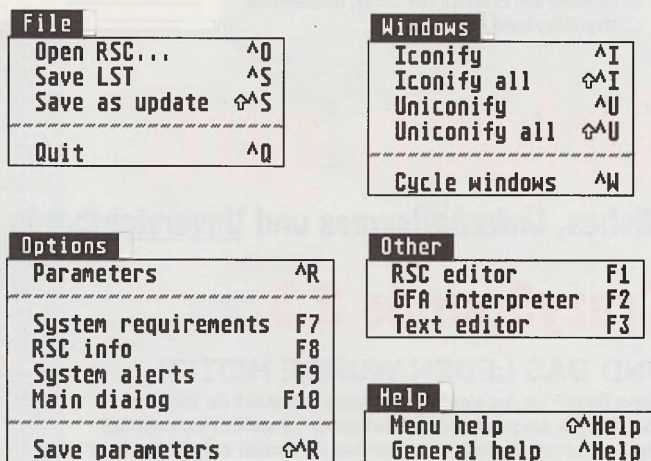 File
Open RSC... ^O
Save LST ^S
Save as update ⇧^S
Quit ^Q
Windows
Iconify ^I
Iconify all ⇧^I
Uniconify ^U
Uniconify all ⇧^U
Cycle windows ^W
Options
Parameters ^R
System requirements F7
RSC info F8
System alerts F9
Main dialog F10
Save parameters ⇧^R
Other
RSC editor F1
GFA interpreter F2
Text editor F3
Help
Menu help ⇧^Help
General help ^Help